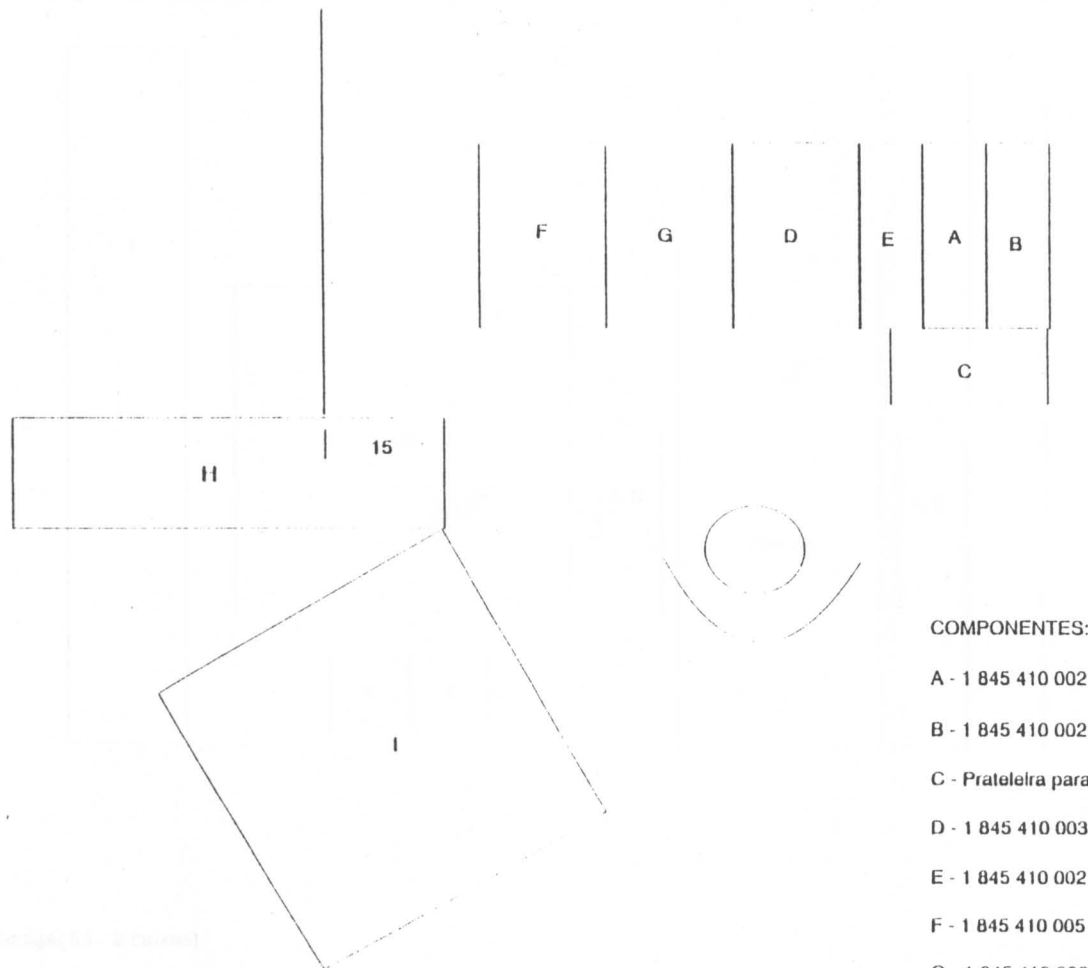 F G D E A B
C
15
H
I
COMPONENTES:
A - 1 845 410 002
B - 1 845 410 002
C - Prateleira para
D - 1 845 410 003
E - 1 845 410 002
F - 1 845 410 005